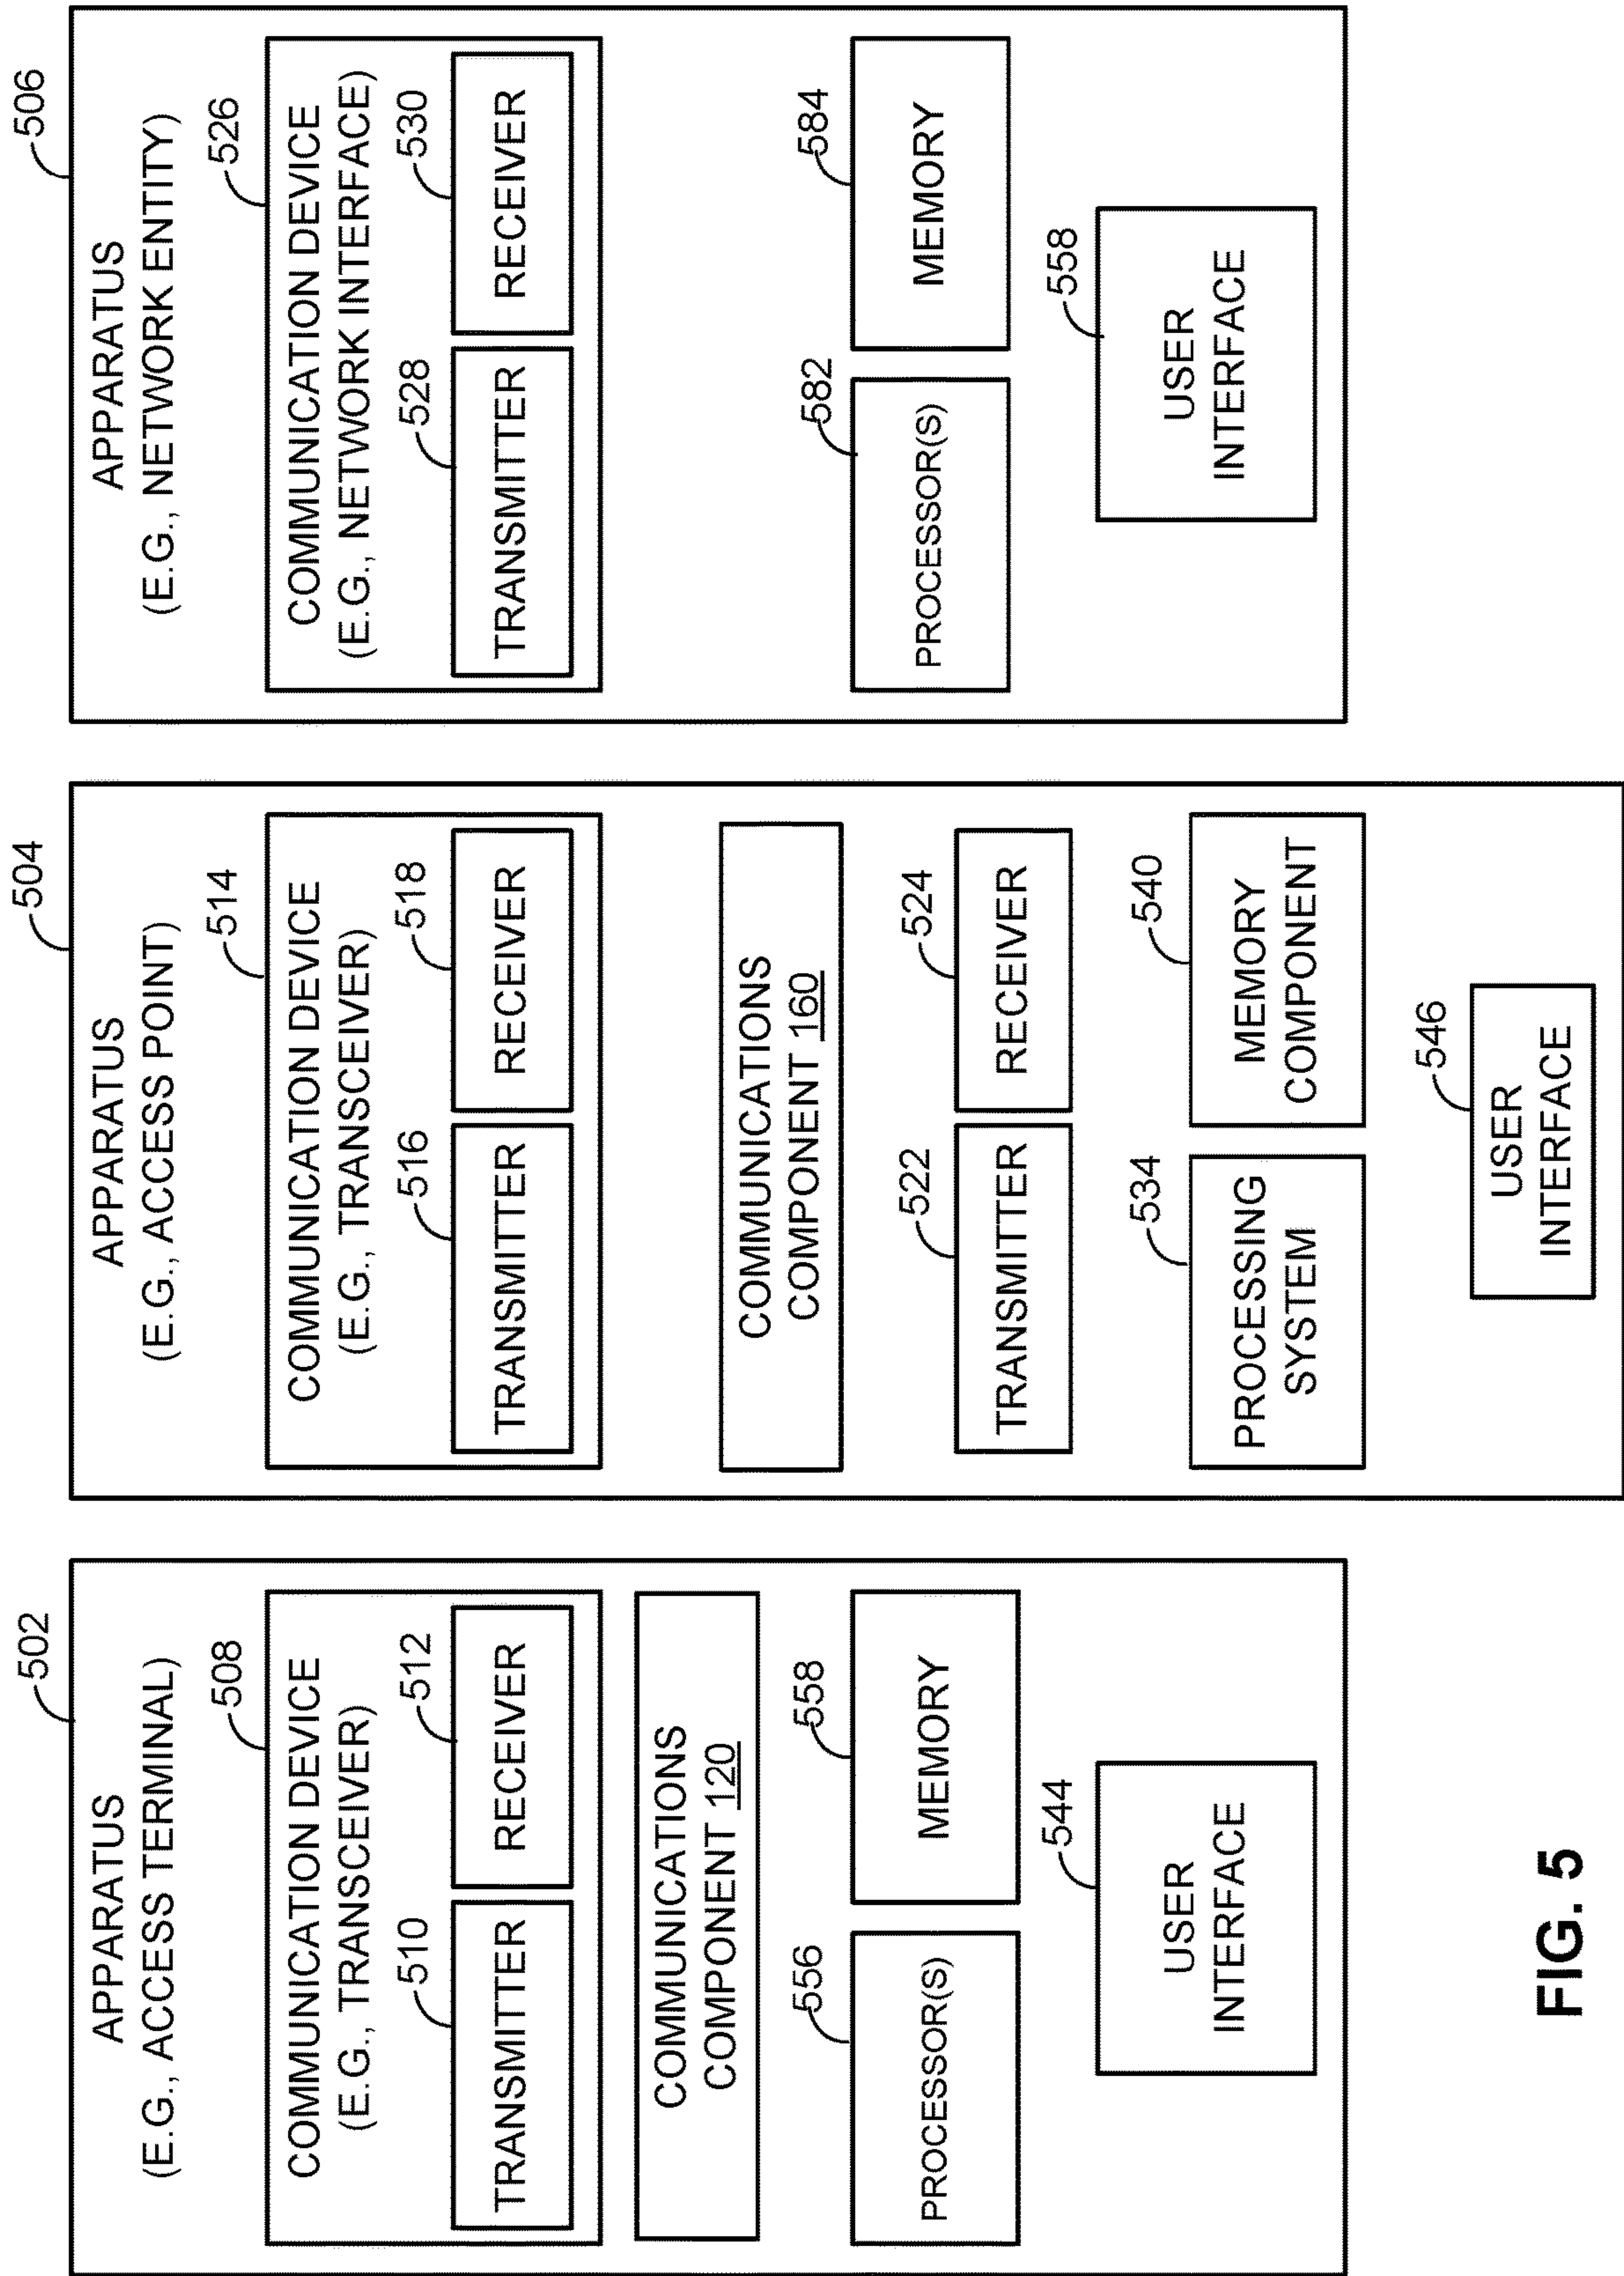 502
APPARATUS
(E.G., ACCESS TERMINAL)
508
COMMUNICATION DEVICE
(E.G., TRANSCEIVER)
510
512
TRANSMITTER
RECEIVER
COMMUNICATIONS
COMPONENT 120
556
558
PROCESSOR(S)
MEMORY
544
USER
INTERFACE
504
APPARATUS
(E.G., ACCESS POINT)
514
COMMUNICATION DEVICE
(E.G., TRANSCEIVER)
516
518
TRANSMITTER
RECEIVER
COMMUNICATIONS
COMPONENT 160
522
524
TRANSMITTER
RECEIVER
534
540
PROCESSING
SYSTEM
MEMORY
COMPONENT
546
USER
INTERFACE
506
APPARATUS
(E.G., NETWORK ENTITY)
526
COMMUNICATION DEVICE
(E.G., NETWORK INTERFACE)
528
530
TRANSMITTER
RECEIVER
582
584
PROCESSOR(S)
MEMORY
558
USER
INTERFACE
FIG. 5